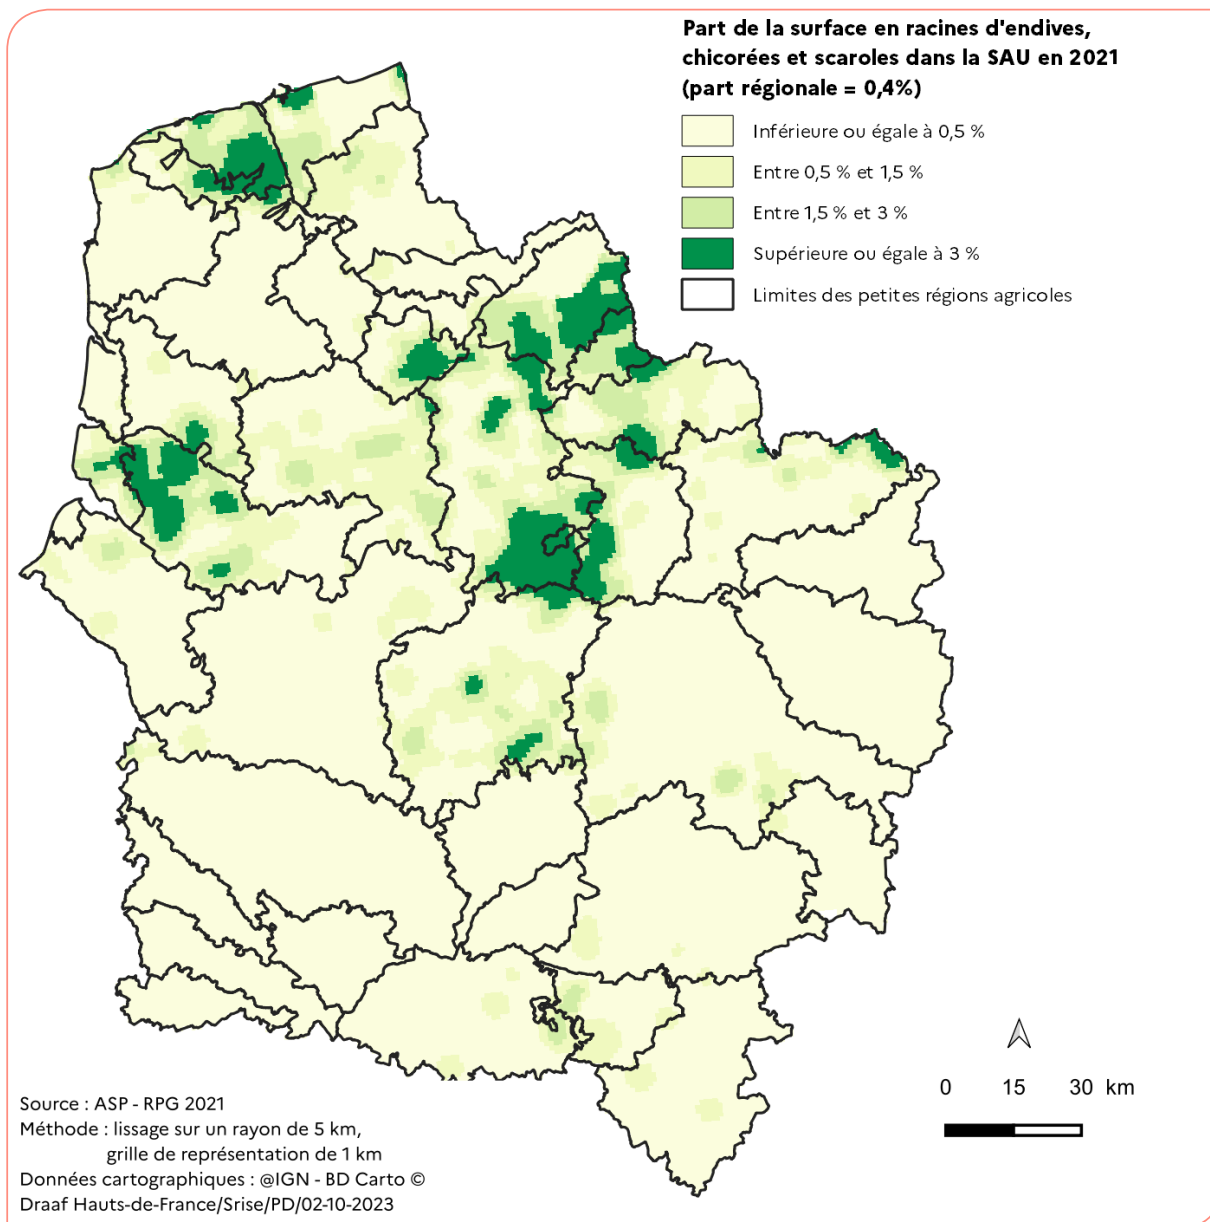 Part de la surface en racines d'endives,
chicorées et scaroles dans la SAU en 2021
(part régionale = 0,4%)
Inférieure ou égale à 0,5 %
Entre 0,5 % et 1,5 %
Entre 1,5 % et 3 %
Supérieure ou égale à 3 %
Limites des petites régions agricoles
0 15 30 km
Source : ASP - RPG 2021
Méthode : lissage sur un rayon de 5 km,
grille de représentation de 1 km
Données cartographiques : @IGN - BD Carto ©
Draaf Hauts-de-France/Srise/PD/02-10-2023